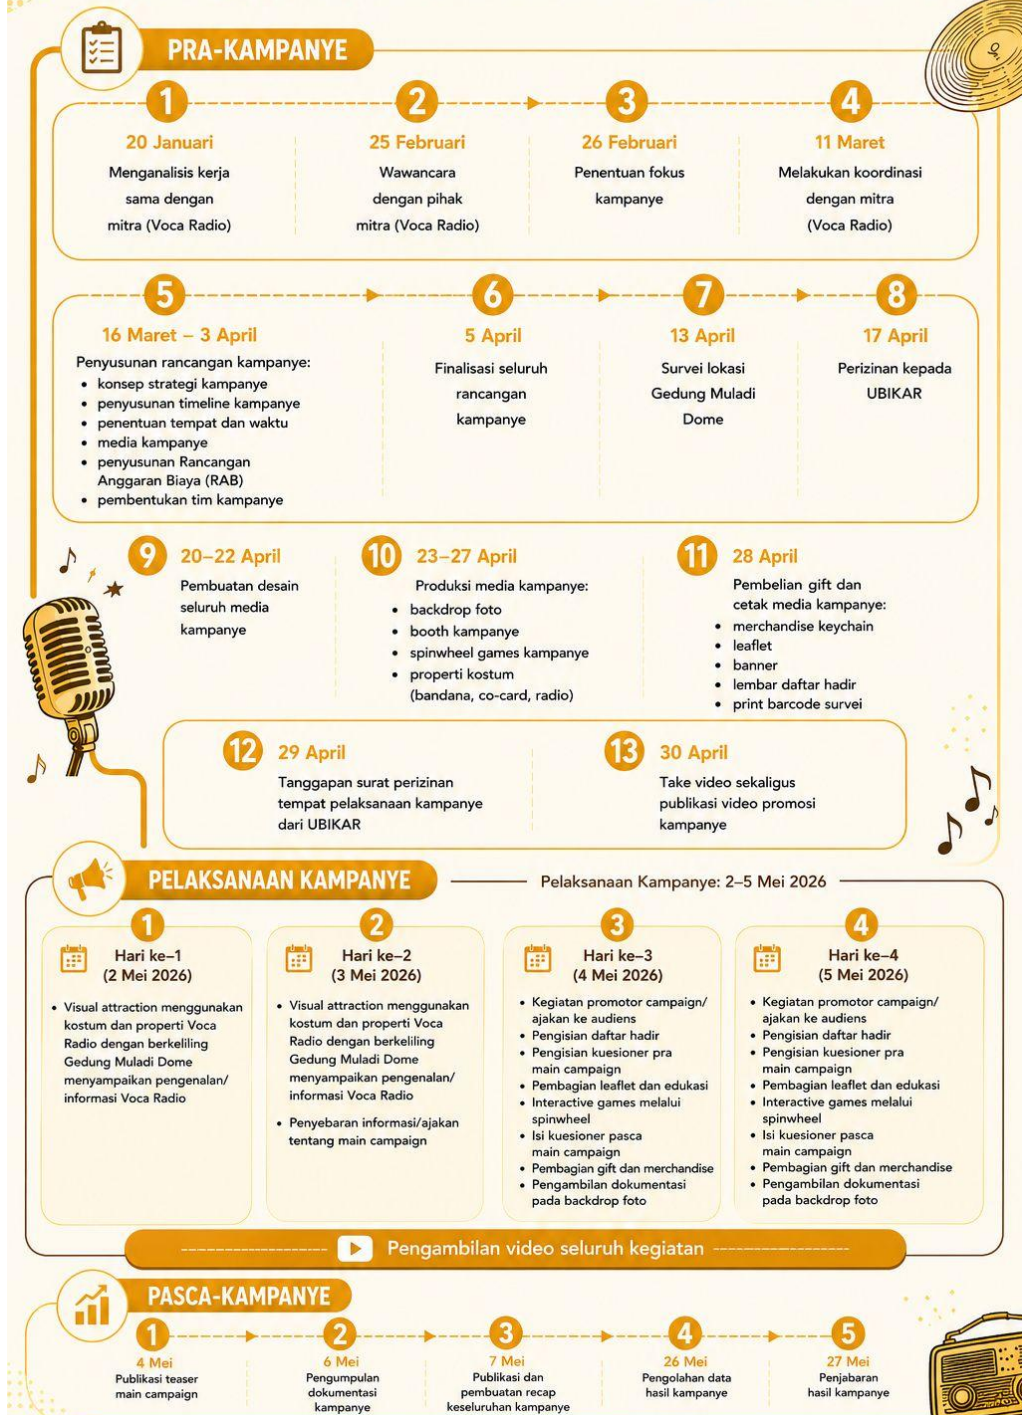 PRA-KAMPANYE
1
20 Januari
Menganalisis kerja
sama dengan
mitra (Voca Radio)
2
25 Februari
Wawancara
dengan pihak
mitra (Voca Radio)
3
26 Februari
Penentuan fokus
kampanye
4
11 Maret
Melakukan koordinasi
dengan mitra
(Voca Radio)
5
16 Maret – 3 April
Penyusunan rancangan kampanye:
• konsep strategi kampanye
• penyusunan timeline kampanye
• penentuan tempat dan waktu
• media kampanye
• penyusunan Rancangan
Anggaran Biaya (RAB)
• pembentukan tim kampanye
6
5 April
Finalisasi seluruh
rancangan
kampanye
7
13 April
Survei lokasi
Gedung Muladi
Dome
8
17 April
Perizinan kepada
UBIKAR
9
20–22 April
Pembuatan desain
seluruh media
kampanye
10
23–27 April
Produksi media kampanye:
• backdrop foto
• booth kampanye
• spinwheel games kampanye
• properti kostum
(bandana, co-card, radio)
11
28 April
Pembelian gift dan
cetak media kampanye:
• merchandise keychain
• leaflet
• banner
• lembar daftar hadir
• print barcode survei
12
29 April
Tanggapan surat perizinan
tempat pelaksanaan kampanye
dari UBIKAR
13
30 April
Take video sekaligus
publikasi video promosi
kampanye
PELAKSANAAN KAMPANYE
Pelaksanaan Kampanye: 2–5 Mei 2026
1
Hari ke–1
(2 Mei 2026)
• Visual attraction menggunakan
kostum dan properti Voca
Radio dengan berkeliling
Gedung Muladi Dome
menyampaikan pengenalan/
informasi Voca Radio
2
Hari ke–2
(3 Mei 2026)
• Visual attraction menggunakan
kostum dan properti Voca
Radio dengan berkeliling
Gedung Muladi Dome
menyampaikan pengenalan/
informasi Voca Radio
• Penyebaran informasi/ajakan
tentang main campaign
3
Hari ke–3
(4 Mei 2026)
• Kegiatan promotor campaign/
ajakan ke audiens
• Pengisian daftar hadir
• Pengisian kuesioner pra
main campaign
• Pembagian leaflet dan edukasi
• Interactive games melalui
spinwheel
• Isi kuesioner pasca
main campaign
• Pembagian gift dan merchandise
• Pengambilan dokumentasi
pada backdrop foto
4
Hari ke–4
(5 Mei 2026)
• Kegiatan promotor campaign/
ajakan ke audiens
• Pengisian daftar hadir
• Pengisian kuesioner pra
main campaign
• Pembagian leaflet dan edukasi
• Interactive games melalui
spinwheel
• Isi kuesioner pasca
main campaign
• Pembagian gift dan merchandise
• Pengambilan dokumentasi
pada backdrop foto
Pengambilan video seluruh kegiatan
PASCA-KAMPANYE
1
4 Mei
Publikasi teaser
main campaign
2
6 Mei
Pengumpulan
dokumentasi
kampanye
3
7 Mei
Publikasi dan
pembuatan recap
keseluruhan kampanye
4
26 Mei
Pengolahan data
hasil kampanye
5
27 Mei
Penjabaran
hasil kampanye